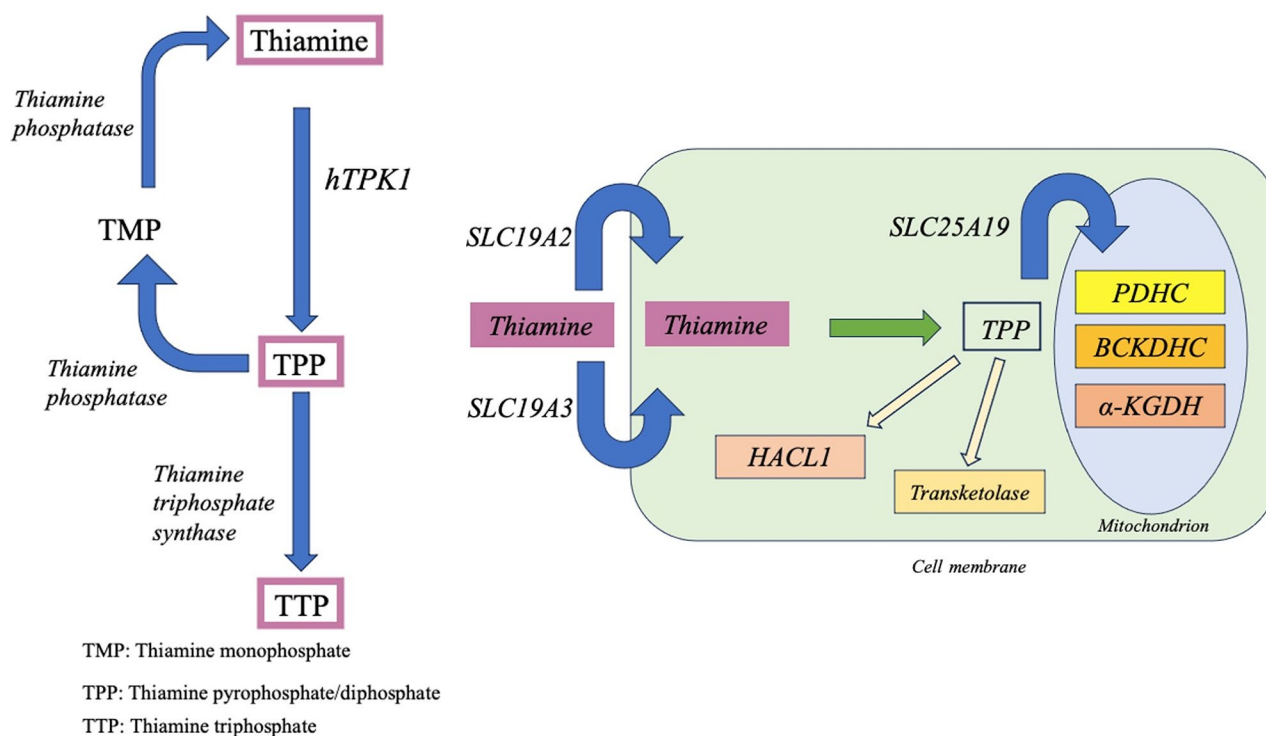 Thiamine
Thiamine
phosphatase
hTPK1
TMP
TPP
Thiamine
phosphatase
Thiamine
triphosphate
synthase
TTP
TMP: Thiamine monophosphate
TPP: Thiamine pyrophosphate/diphosphate
TTP: Thiamine triphosphate
SLC19A2
Thiamine
Thiamine
SLC19A3
SLC25A19
TPP
PDHC
BCKDHC
α-KGDH
HACL1
Transketolase
Mitochondrion
Cell membrane